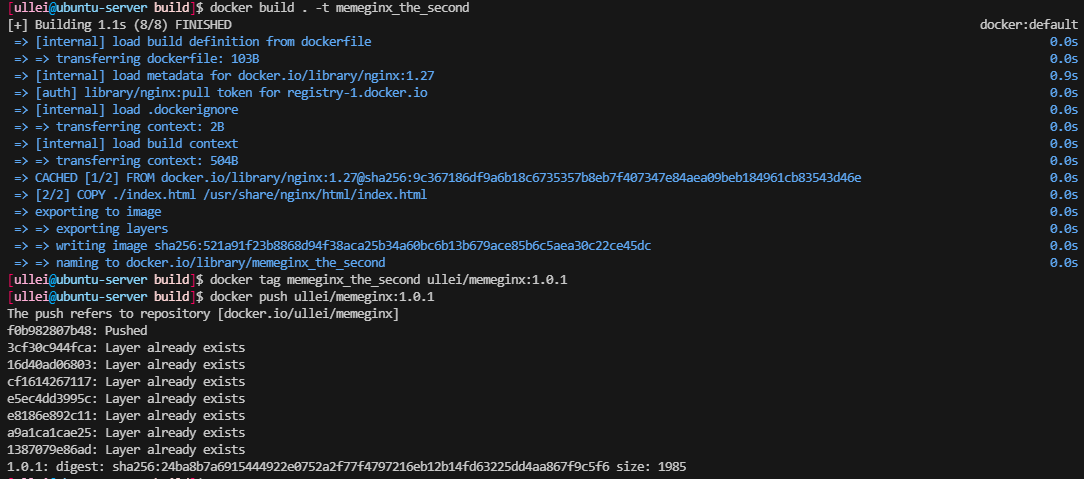 [ullei@ubuntu-server build]$ docker build . -t memeginx_the_second
[+] Building 1.1s (8/8) FINISHED docker:default
=> [internal] load build definition from dockerfile 0.0s
=> => transferring dockerfile: 103B 0.0s
=> [internal] load metadata for docker.io/library/nginx:1.27 0.9s
=> [auth] library/nginx:pull token for registry-1.docker.io 0.0s
=> [internal] load .dockerignore 0.0s
=> => transferring context: 2B 0.0s
=> [internal] load build context 0.0s
=> => transferring context: 504B 0.0s
=> CACHED [1/2] FROM docker.io/library/nginx:1.27@sha256:9c367186df9a6b18c6735357b8eb7f407347e84aea09beb184961cb83543d46e 0.0s
=> [2/2] COPY ./index.html /usr/share/nginx/html/index.html 0.0s
=> exporting to image 0.0s
=> => exporting layers 0.0s
=> => writing image sha256:521a91f23b8868d94f38aca25b34a60bc6b13b679ace85b6c5aea30c22ce45dc 0.0s
=> => naming to docker.io/library/memeginx_the_second 0.0s
[ullei@ubuntu-server build]$ docker tag memeginx_the_second ullei/memeginx:1.0.1
[ullei@ubuntu-server build]$ docker push ullei/memeginx:1.0.1
The push refers to repository [docker.io/ullei/memeginx]
f0b982807b48: Pushed
3cf30c944fca: Layer already exists
16d40ad06803: Layer already exists
cf1614267117: Layer already exists
e5ec4dd3995c: Layer already exists
e8186e892c11: Layer already exists
a9a1ca1cae25: Layer already exists
1387079e86ad: Layer already exists
1.0.1: digest: sha256:24ba8b7a6915444922e0752a2f77f4797216eb12b14fd63225dd4aa867f9c5f6 size: 1985